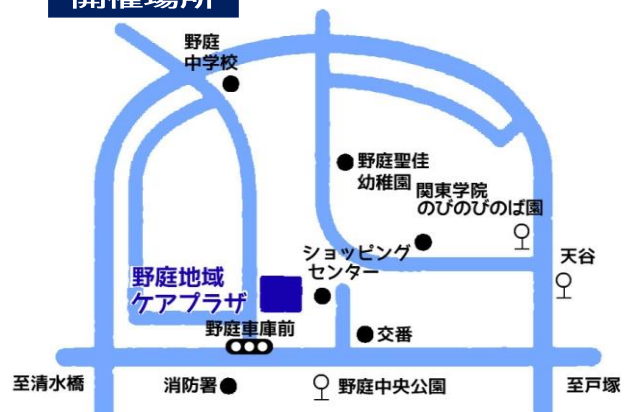 開催場所
野庭
中学校
野庭聖佳
幼稚園
関東学院
のびのびのば園
ショッピング
センター
天谷
野庭地域
ケアプラザ
野庭車庫前
交番
至清水橋
消防署
野庭中央公園
至戸塚